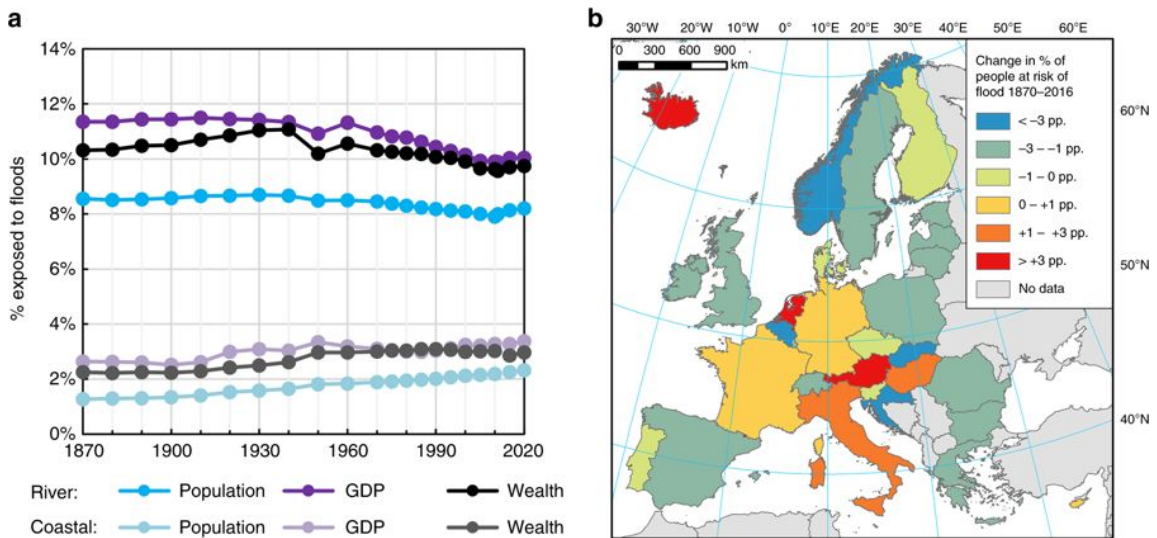 a
14%
12%
10%
8%
6%
4%
2%
0%
% exposed to floods
1870 1900 1930 1960 1990 2020
River: Population GDP Wealth
Coastal: Population GDP Wealth
b
30°W 20°W 10°W 0° 10°E 20°E 30°E 40°E 50°E 60°E
0 300 600 900
km
Change in % of
people at risk of
flood 1870–2016
< –3 pp.
–3 – –1 pp.
–1 – 0 pp.
0 – +1 pp.
+1 – +3 pp.
> +3 pp.
No data
60°N
50°N
40°N